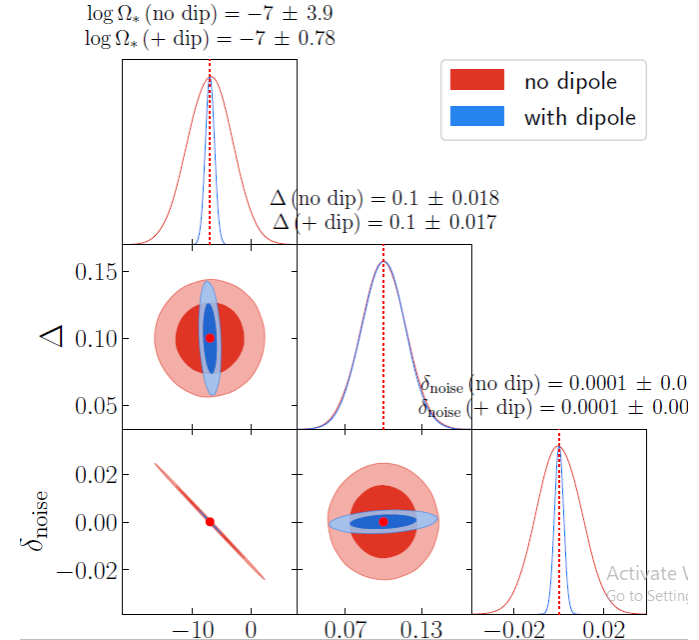 log Ω* (no dip) = −7 ± 3.9
log Ω* (+ dip) = −7 ± 0.78
no dipole
with dipole
Δ (no dip) = 0.1 ± 0.018
Δ (+ dip) = 0.1 ± 0.017
0.15
Δ 0.10
0.05
δnoise (no dip) = 0.0001 ± 0.0
δnoise (+ dip) = 0.0001 ± 0.00
0.02
δnoise 0.00
−0.02
Activate
Go to Setting
−10 0 0.07 0.13 −0.02 0.02